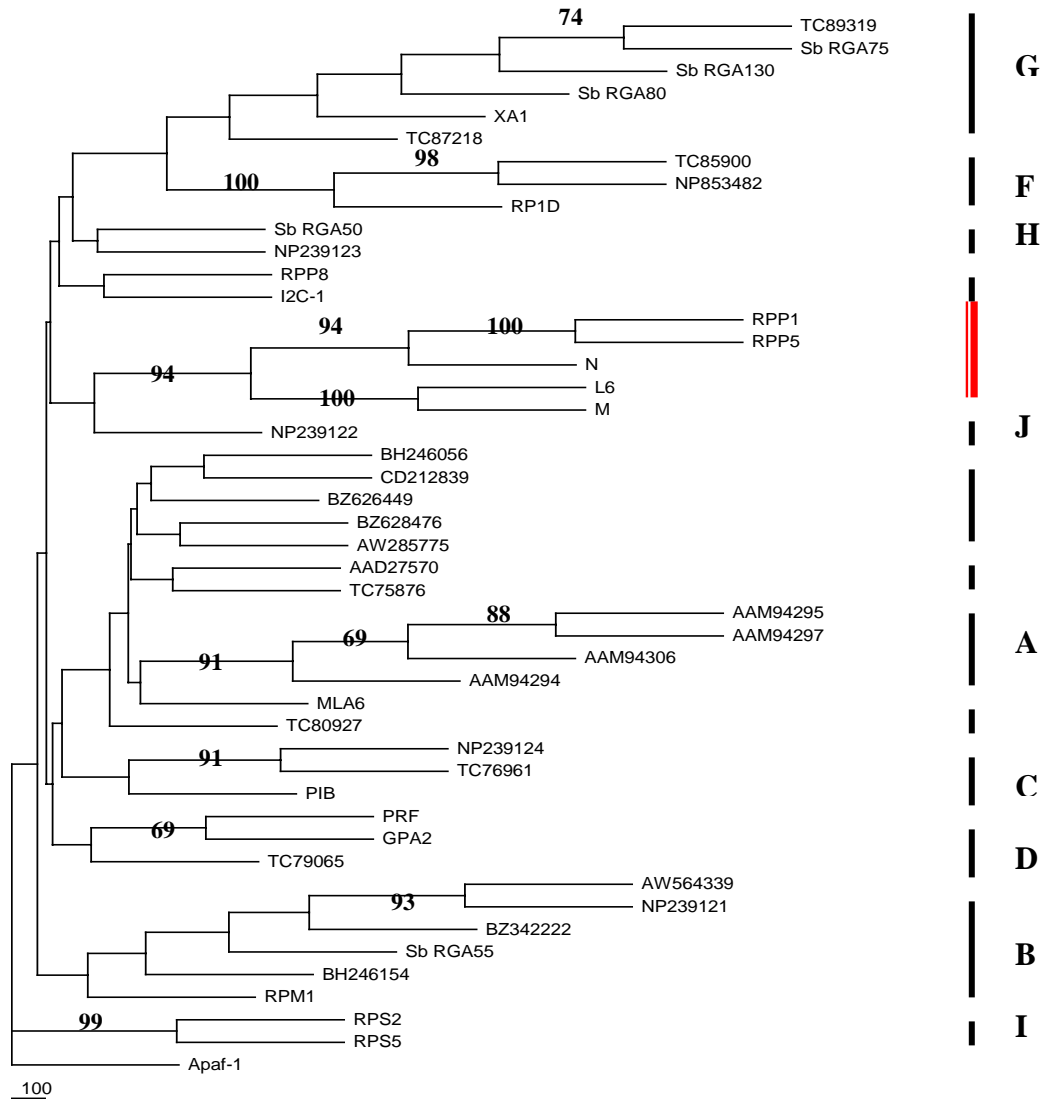 74
TC89319
Sb RGA75
G
Sb RGA130
Sb RGA80
XA1
TC87218
98
TC85900
100
NP853482
F
RP1D
Sb RGA50
H
NP239123
RPP8
I2C-1
94
100
RPP1
RPP5
N
94
L6
100
M
J
NP239122
BH246056
CD212839
BZ626449
BZ628476
AW285775
AAD27570
TC75876
88
AAM94295
69
AAM94297
A
91
AAM94306
AAM94294
MLA6
TC80927
91
NP239124
TC76961
C
PIB
PRF
69
GPA2
D
TC79065
AW564339
93
NP239121
BZ342222
Sb RGA55
B
BH246154
RPM1
99
RPS2
I
RPS5
Apaf-1
100